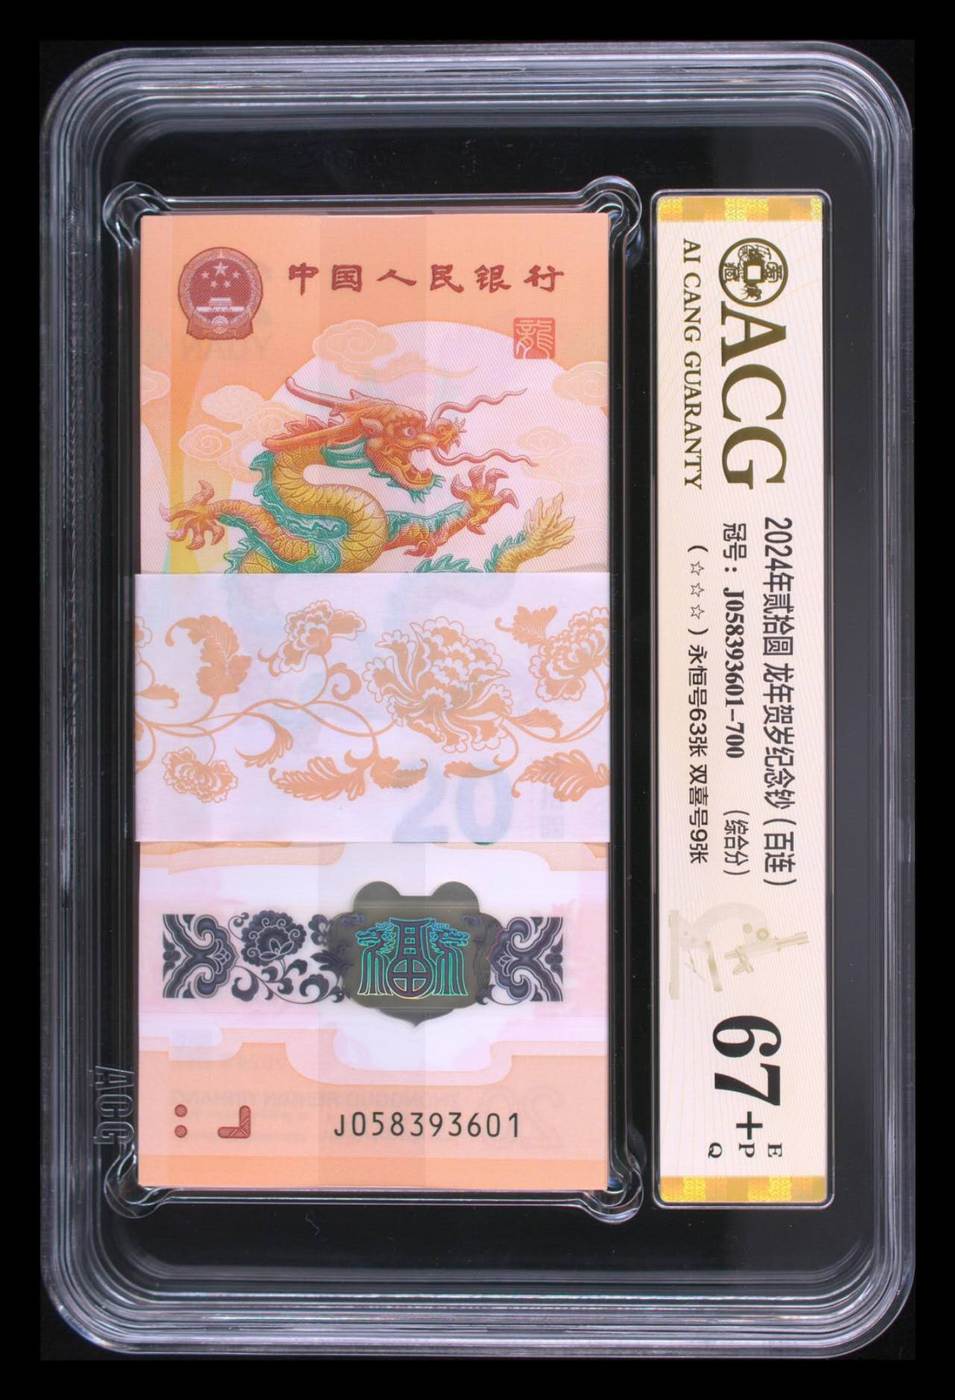 中国人民银行
龍
20
J058393601
ACG
ACG
AI CANG GUARANTY
2024年贰拾圆 龙年贺岁纪念钞（百连）
冠号：J058393601-700 （综合分）
（☆☆☆）永恒号63张 双喜号9张
67+
E
P
Q